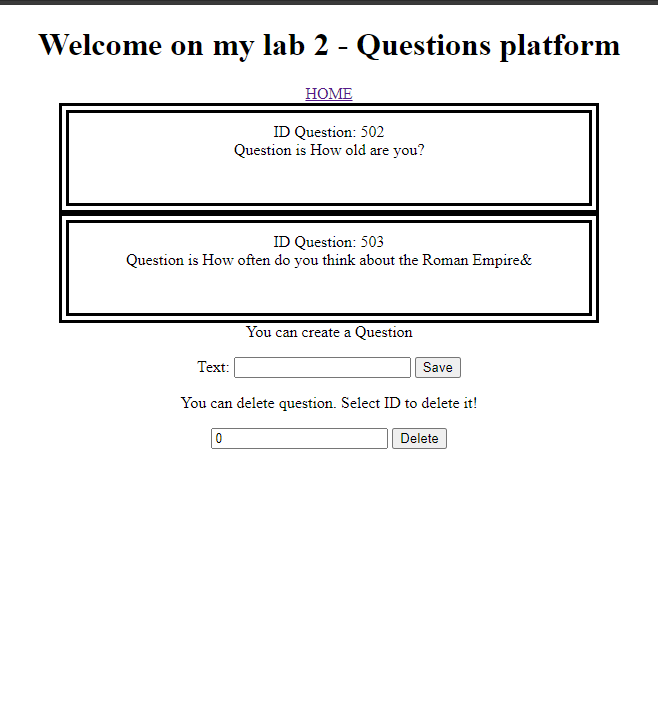 Welcome on my lab 2 - Questions platform
HOME
ID Question: 502
Question is How old are you?
ID Question: 503
Question is How often do you think about the Roman Empire&
You can create a Question
Text: Save
You can delete question. Select ID to delete it!
0 Delete